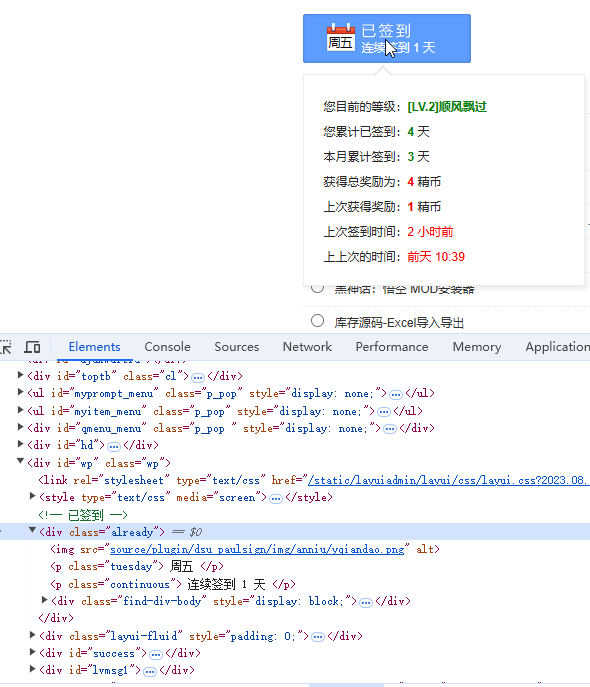 已签到
周五
连续签到 1 天
您目前的等级：[LV.2]顺风飘过
您累计已签到：4 天
本月累计签到：3 天
获得总奖励为：4 精币
上次获得奖励：1 精币
上次签到时间：2 小时前
上上次的时间：前天 10:39
黑神话：悟空 MOD安装器
库存源码-Excel导入导出
Elements Console Sources Network Performance Memory Application
<div id="toptb" class="cl">…</div>
<ul id="myprompt_menu" class="p_pop" style="display: none;">…</ul>
<ul id="myitem_menu" class="p_pop" style="display: none;">…</ul>
<div id="qmenu_menu" class="p_pop " style="display: none;">…</div>
<div id="hd">…</div>
<div id="wp" class="wp">
<link rel="stylesheet" type="text/css" href="/static/layuiadmin/layui/css/layui.css?2023.08.
<style type="text/css" media="screen">…</style>
<!-- 已签到 -->
<div class="already"> == $0
<img src="source/plugin/dsu_paulsign/img/anniu/yqiandao.png" alt>
<p class="tuesday"> 周五 </p>
<p class="continuous"> 连续签到 1 天 </p>
<div class="find-div-body" style="display: block;">…</div>
</div>
<div class="layui-fluid" style="padding: 0;">…</div>
<div id="success">…</div>
<div id="lvmsg1">…</div>